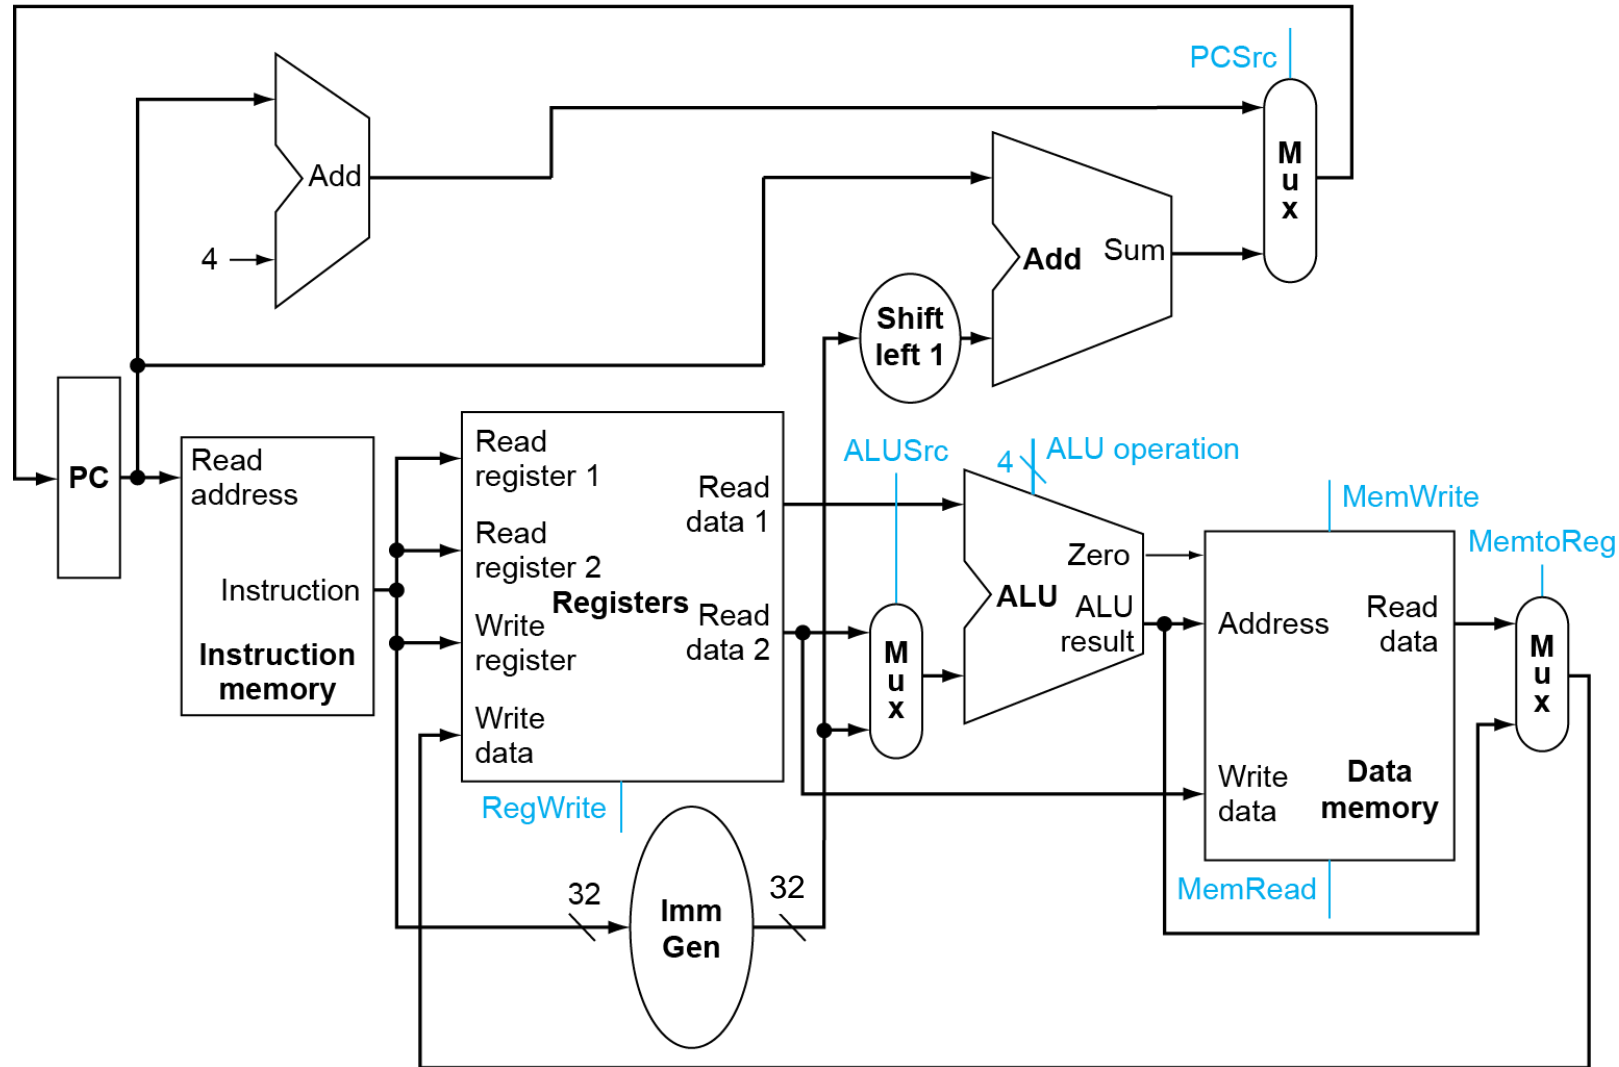 PCSrc
Add
4
M
u
x
Add
Sum
Shift
left 1
PC
Read
address
Instruction
Instruction
memory
Read
register 1
Read
register 2
Write
register
Write
data
Registers
Read
data 1
Read
data 2
RegWrite
ALUSrc
M
u
x
4
ALU operation
Zero
ALU
ALU
result
MemWrite
Address
Read
data
Write
data
Data
memory
MemRead
MemtoReg
M
u
x
32
Imm
Gen
32